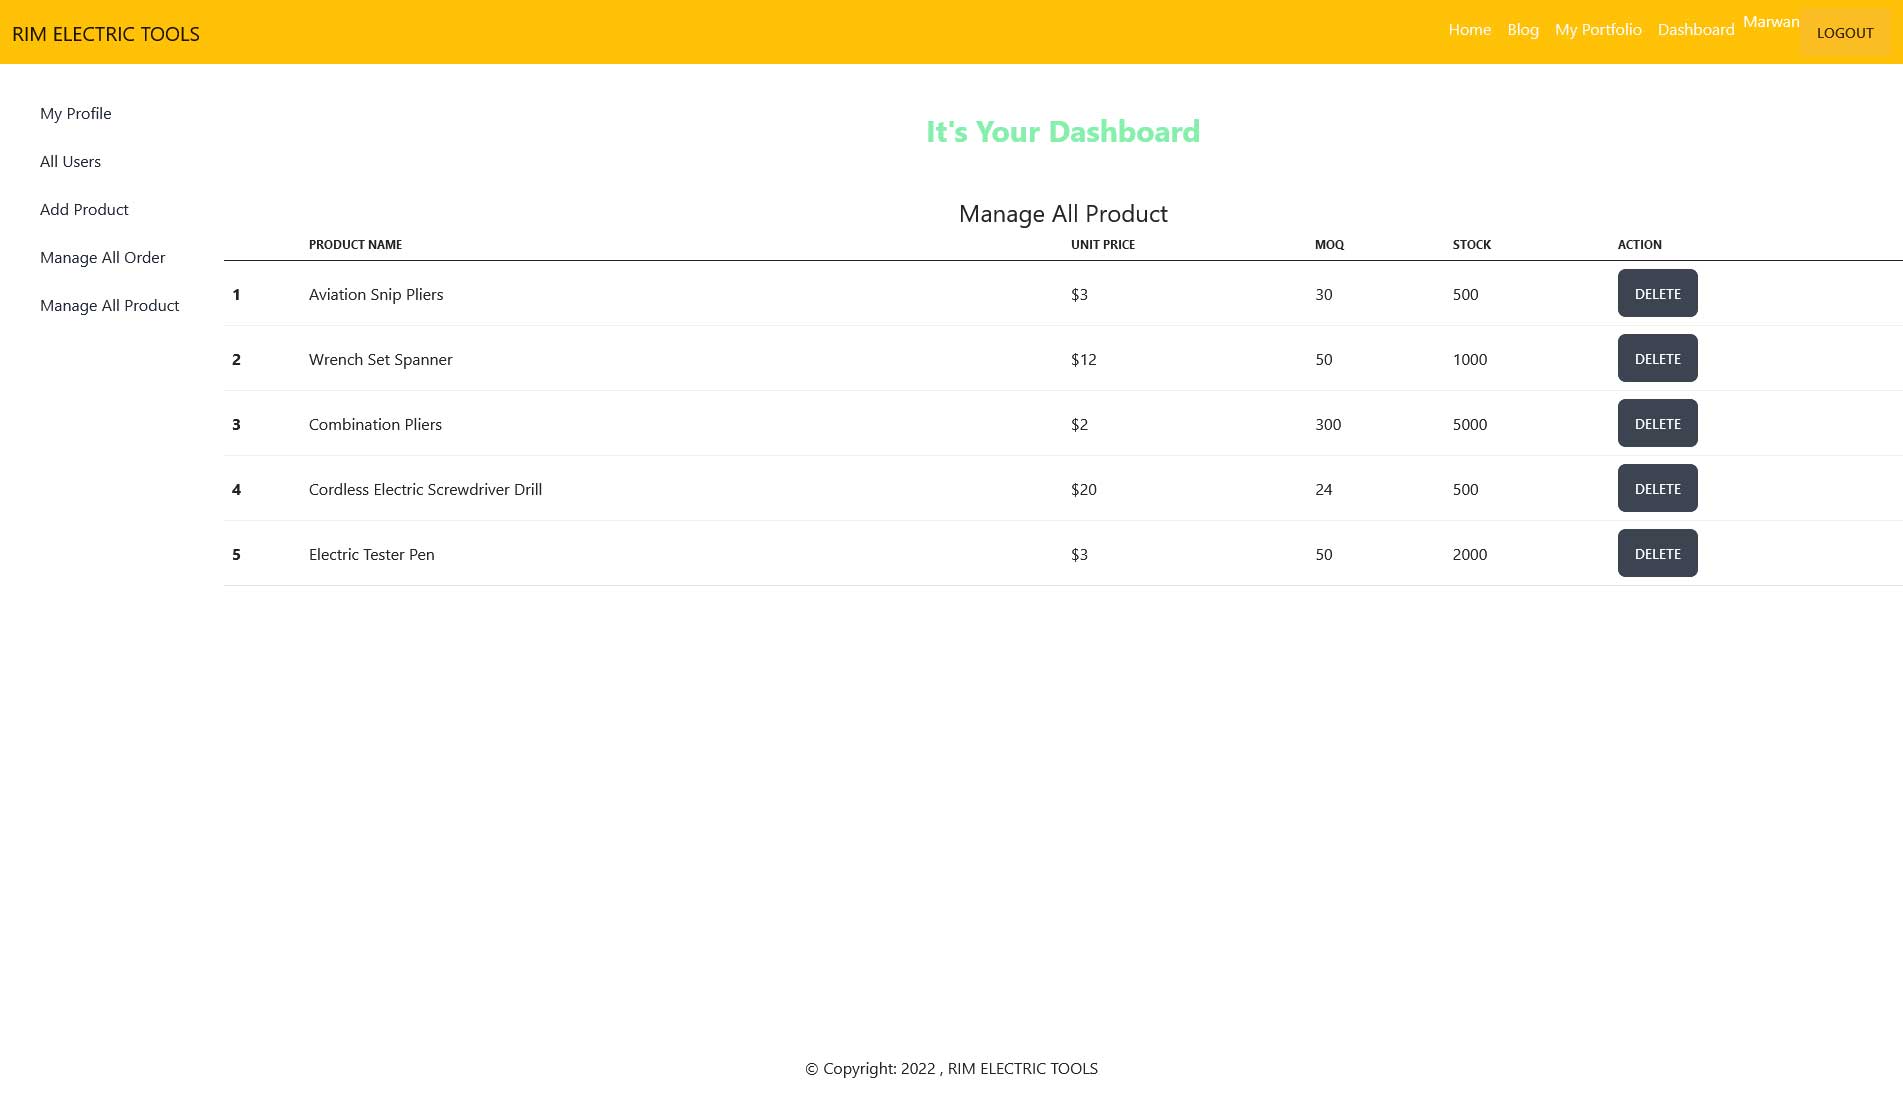 RIM ELECTRIC TOOLS
Home Blog My Portfolio Dashboard Marwan LOGOUT
My Profile
All Users
Add Product
Manage All Order
Manage All Product
It's Your Dashboard
Manage All Product
PRODUCT NAME UNIT PRICE MOQ STOCK ACTION
1 Aviation Snip Pliers $3 30 500 DELETE
2 Wrench Set Spanner $12 50 1000 DELETE
3 Combination Pliers $2 300 5000 DELETE
4 Cordless Electric Screwdriver Drill $20 24 500 DELETE
5 Electric Tester Pen $3 50 2000 DELETE
© Copyright: 2022 , RIM ELECTRIC TOOLS